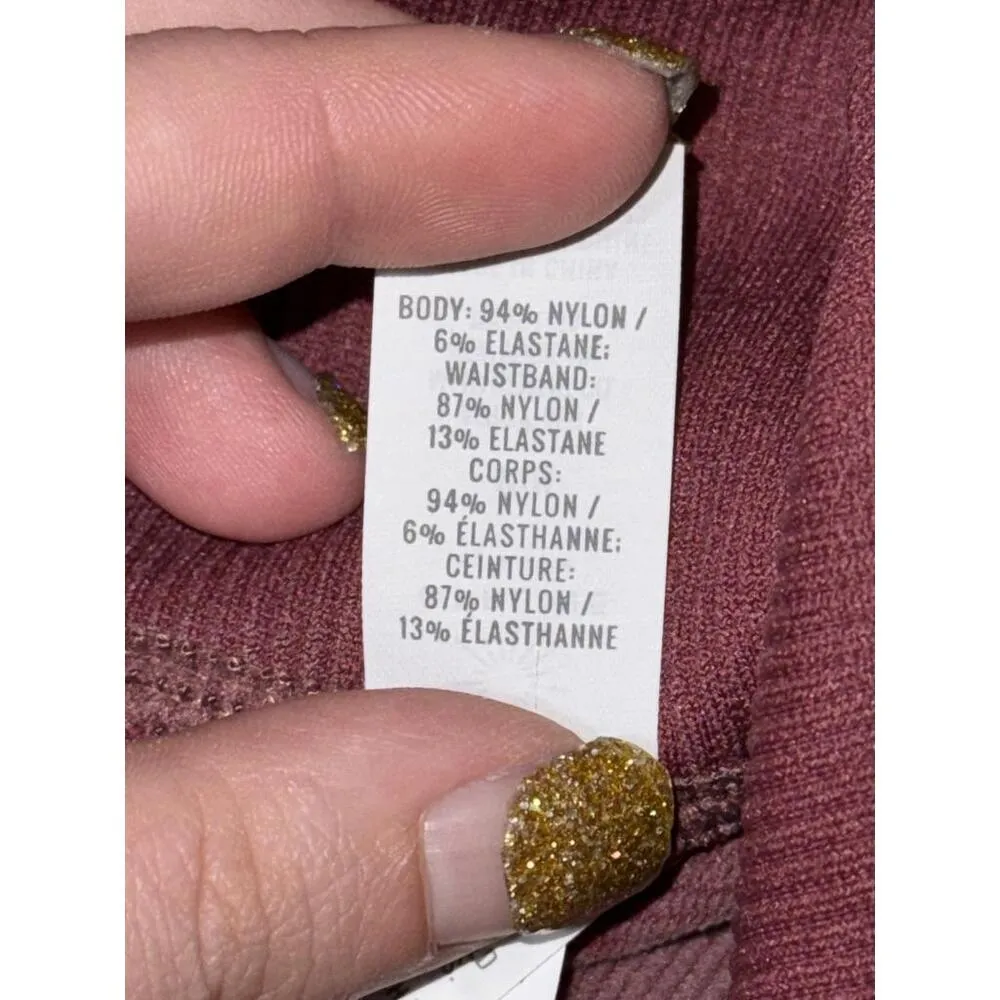 BODY: 94% NYLON /
6% ELASTANE;
WAISTBAND:
87% NYLON /
13% ELASTANE
CORPS:
94% NYLON /
6% ÉLASTHANNE;
CEINTURE:
87% NYLON /
13% ÉLASTHANNE